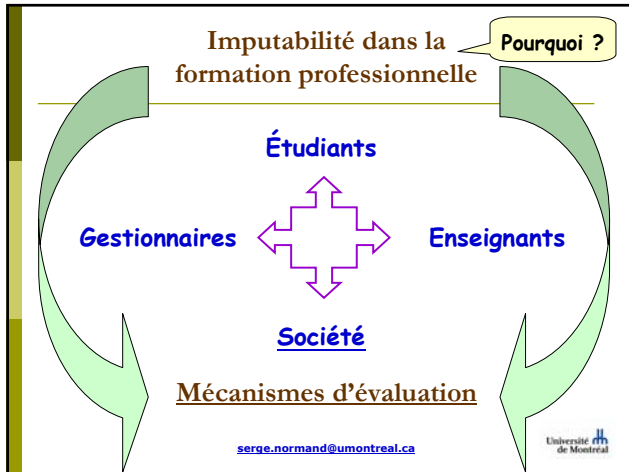 Imputabilité dans la
formation professionnelle
Pourquoi ?
Étudiants
Gestionnaires
Enseignants
Société
Mécanismes d'évaluation
serge.normand@umontreal.ca
Université
de Montréal